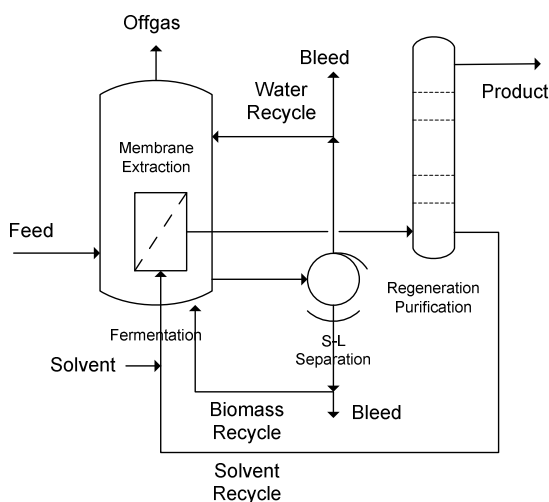 Offgas
Bleed
Water
Recycle
Product
Membrane
Extraction
Feed
Regeneration
Purification
Fermentation
S-L
Separation
Solvent
Biomass
Recycle
Bleed
Solvent
Recycle